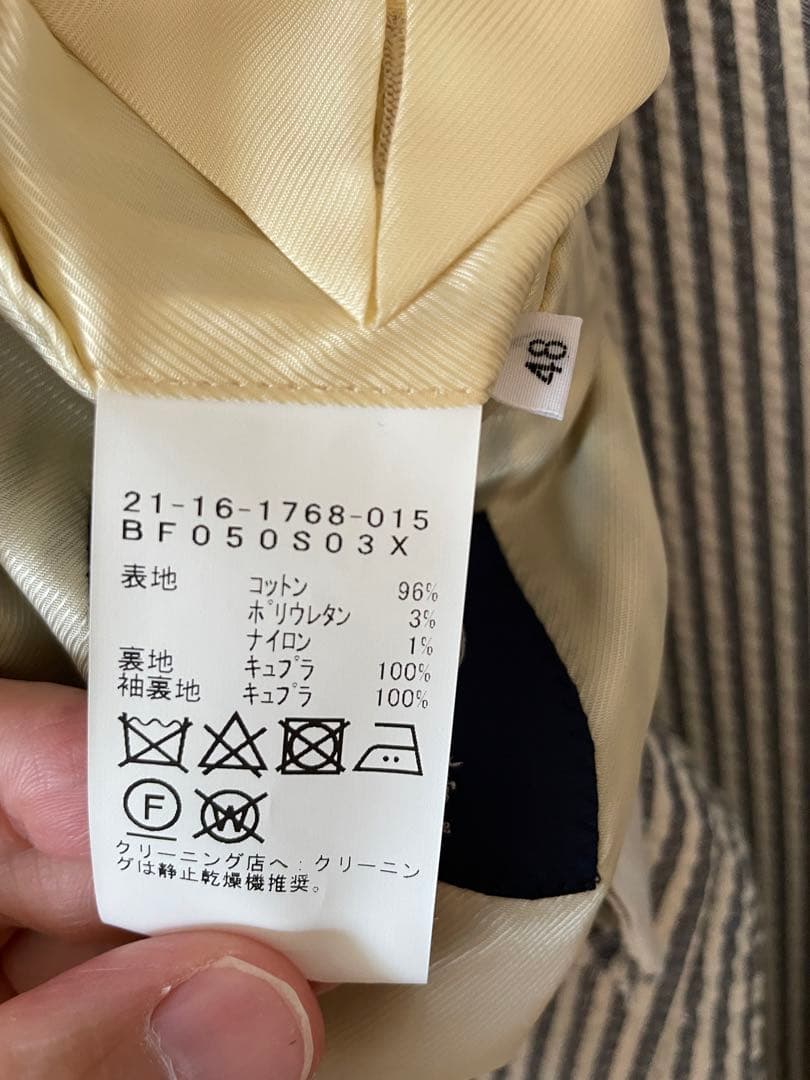 48
21-16-1768-015
BF050S03X
表地 コットン 96%
ポリウレタン 3%
ナイロン 1%
裏地 キュプラ 100%
袖裏地 キュプラ 100%
F W
クリーニング店へ：クリーニン
グは静止乾燥機推奨。